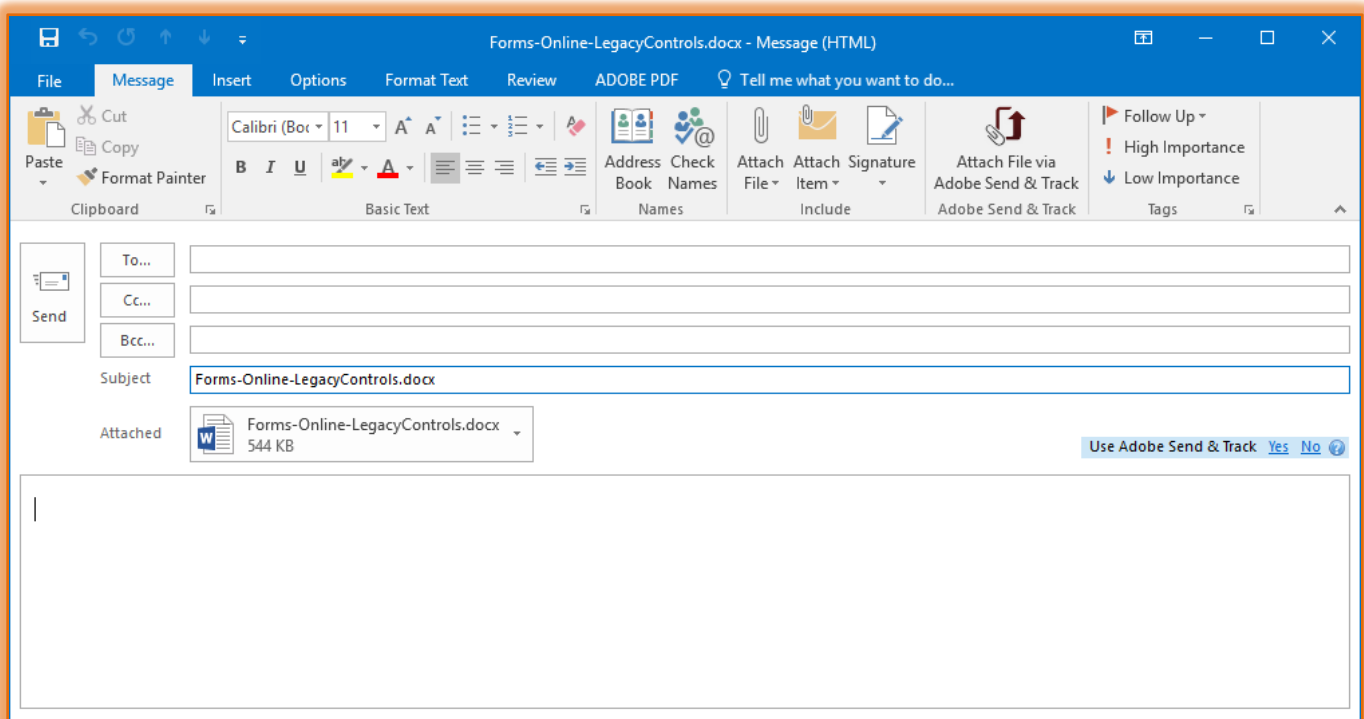 Forms-Online-LegacyControls.docx - Message (HTML)
File Message Insert Options Format Text Review ADOBE PDF Tell me what you want to do...
Cut
Copy
Format Painter
Paste
Clipboard
Calibri (Boc 11
B I U
Basic Text
Address Book
Check Names
Names
Attach File
Attach Item
Signature
Include
Attach File via
Adobe Send & Track
Adobe Send & Track
Follow Up
High Importance
Low Importance
Tags
Send
To...
Cc...
Bcc...
Subject Forms-Online-LegacyControls.docx
Attached Forms-Online-LegacyControls.docx
544 KB
Use Adobe Send & Track Yes No